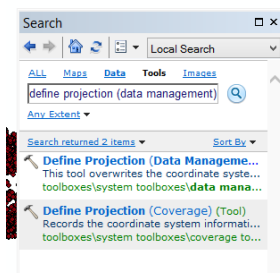 Search
Local Search
ALL Maps Data Tools Images
define projection (data management)
Any Extent
Search returned 2 items Sort By
Define Projection (Data Manageme...
This tool overwrites the coordinate syste...
toolboxes\system toolboxes\data mana...
Define Projection (Coverage) (Tool)
Records the coordinate system informati...
toolboxes\system toolboxes\coverage to...